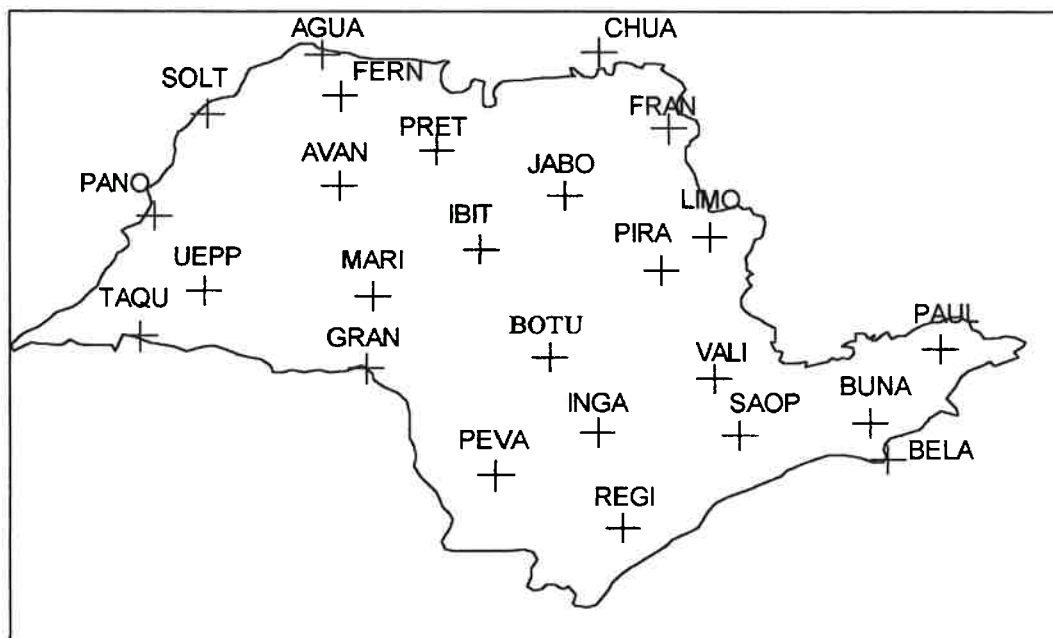 AGUA
CHUA
SOLT
FERN
FRAN
PRET
AVAN
JABO
PANO
LIMO
IBIT
PIRA
UEPP
MARI
TAQU
BOTU
PAUL
GRAN
VALI
BUNA
INGA
SAOP
PEVA
BELA
REGI